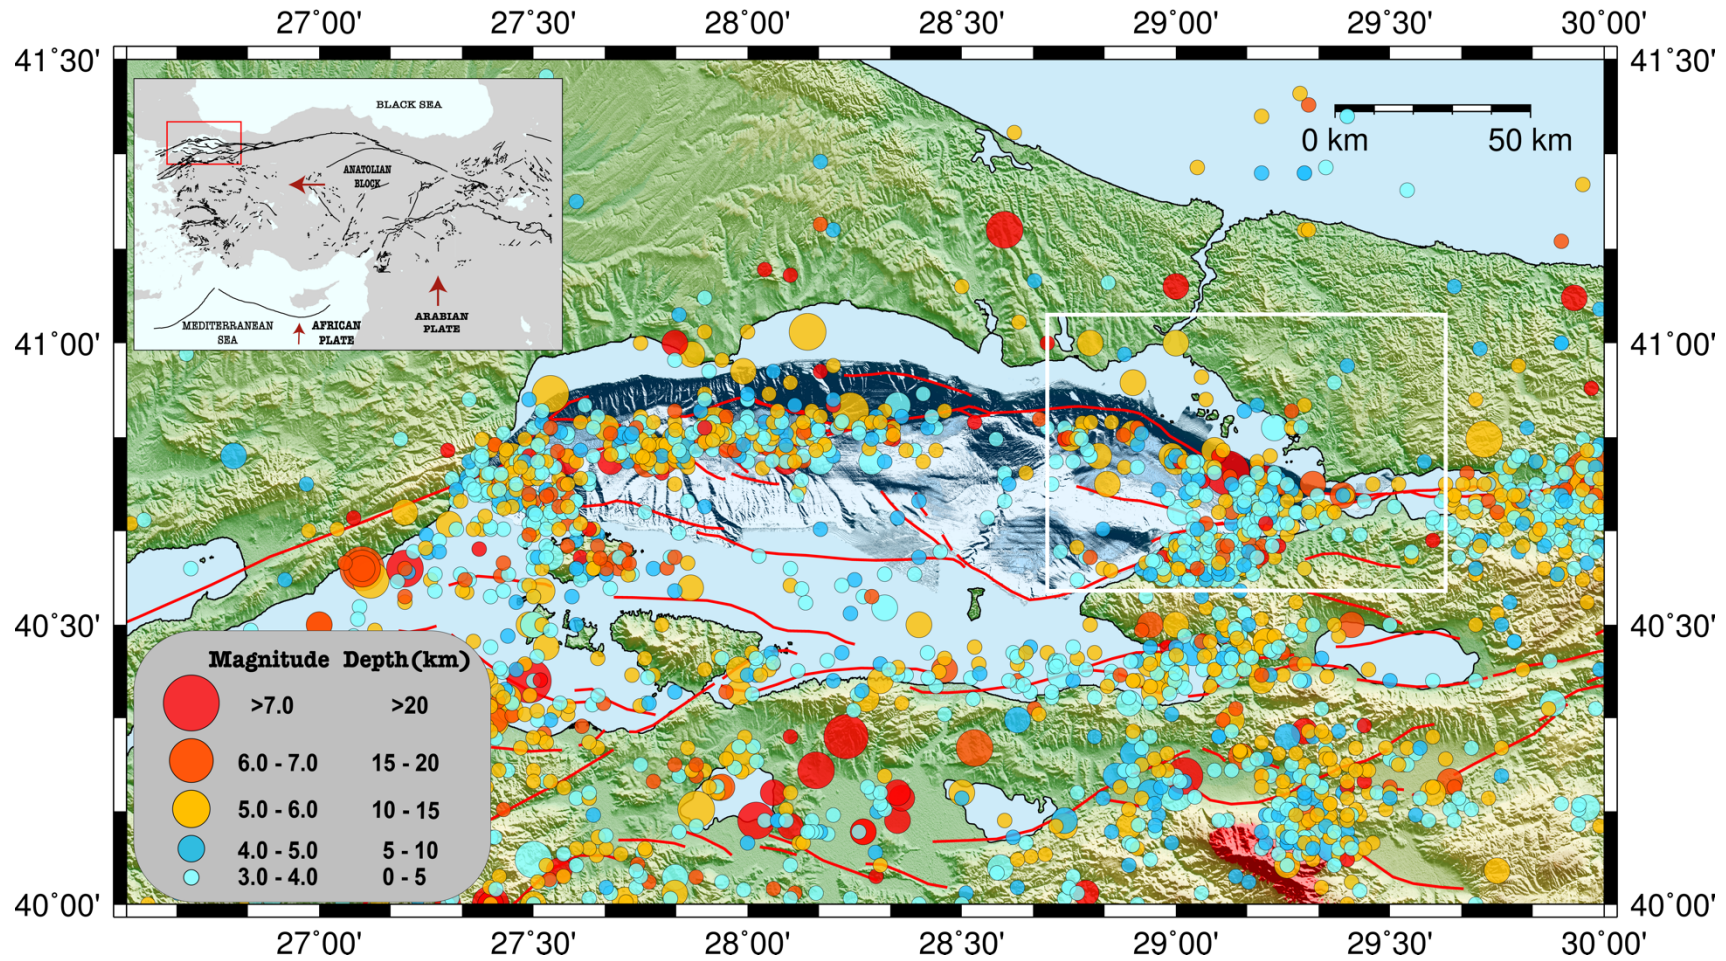 27°00' 27°30' 28°00' 28°30' 29°00' 29°30' 30°00'
41°30' 41°30'
BLACK SEA
0 km 50 km
ANATOLIAN
BLOCK
ARABIAN
PLATE
MEDITERRANEAN
SEA
AFRICAN
PLATE
41°00' 41°00'
40°30' 40°30'
Magnitude Depth(km)
>7.0 >20
6.0 - 7.0 15 - 20
5.0 - 6.0 10 - 15
4.0 - 5.0 5 - 10
3.0 - 4.0 0 - 5
40°00' 40°00'
27°00' 27°30' 28°00' 28°30' 29°00' 29°30' 30°00'